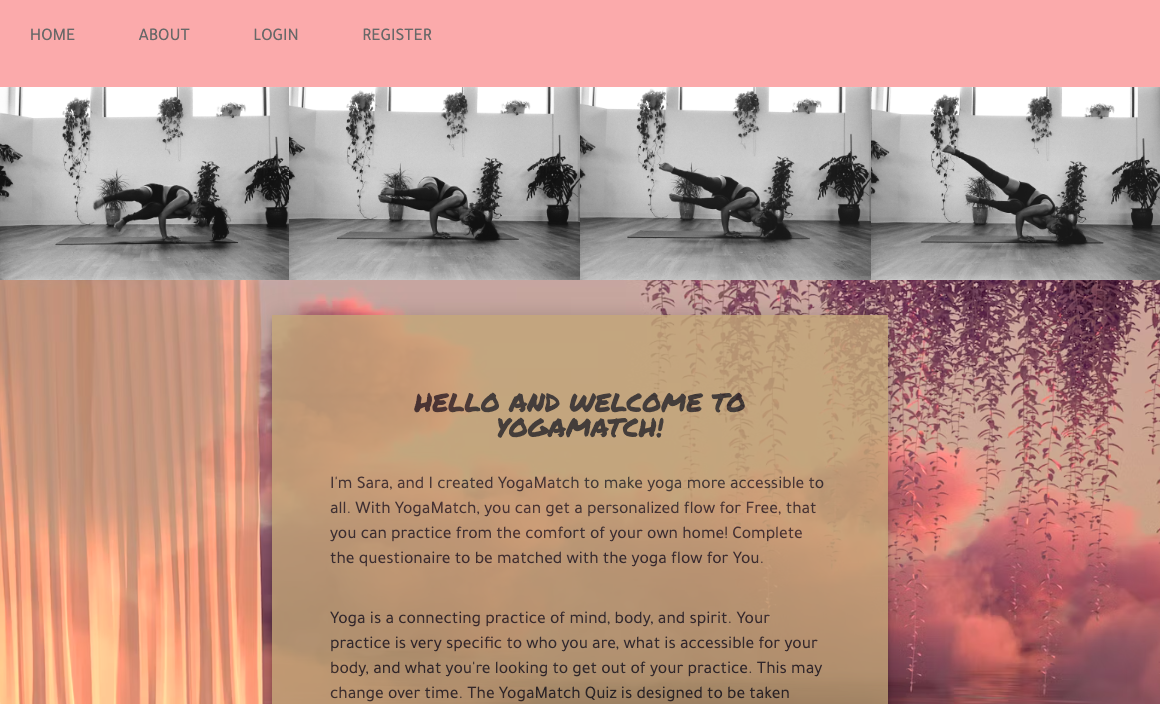 HOME ABOUT LOGIN REGISTER
HELLO AND WELCOME TO
YOGAMATCH!
I'm Sara, and I created YogaMatch to make yoga more accessible to
all. With YogaMatch, you can get a personalized flow for Free, that
you can practice from the comfort of your own home! Complete
the questionaire to be matched with the yoga flow for You.
Yoga is a connecting practice of mind, body, and spirit. Your
practice is very specific to who you are, what is accessible for your
body, and what you're looking to get out of your practice. This may
change over time. The YogaMatch Quiz is designed to be taken